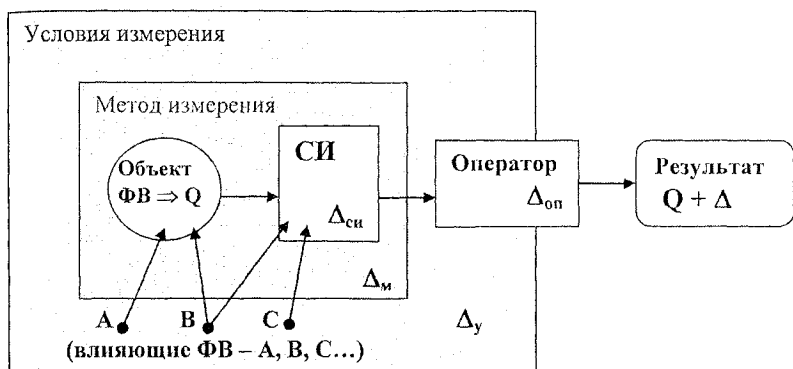 Условия измерения
Метод измерения
Объект
ФВ ⇒ Q
СИ
Δси
Оператор
Δоп
Результат
Q + Δ
Δм
A B C
Δу
(влияющие ФВ – A, B, C...)